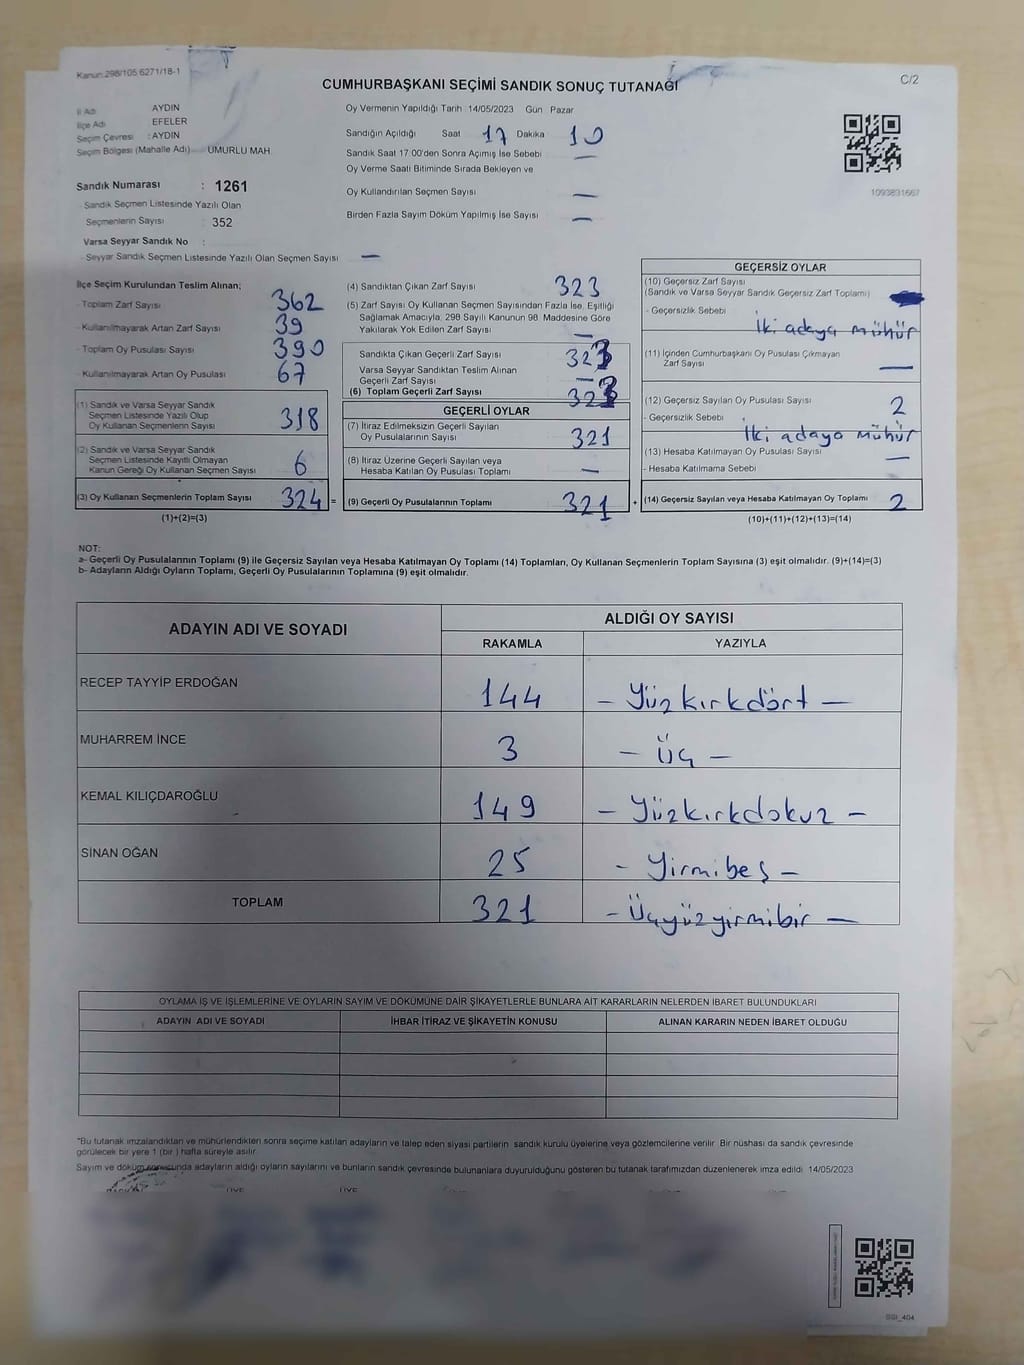 Kanun:298/105 6271/18-1
C/2
CUMHURBAŞKANI SEÇİMİ SANDIK SONUÇ TUTANAĞI
İl Adı AYDIN
İlçe Adı EFELER
Seçim Çevresi : AYDIN
Seçim Bölgesi (Mahalle Adı) UMURLU MAH.
Sandık Numarası : 1261
- Sandık Seçmen Listesinde Yazılı Olan
Seçmenlerin Sayısı : 352
Varsa Seyyar Sandık No :
- Seyyar Sandık Seçmen Listesinde Yazılı Olan Seçmen Sayısı —
Oy Vermenin Yapıldığı Tarih 14/05/2023 Gün Pazar
Sandığın Açıldığı Saat 17 Dakika 10
Sandık Saat 17:00'den Sonra Açımış İse Sebebi —
Oy Verme Saati Bitiminde Sırada Bekleyen ve
Oy Kullandırılan Seçmen Sayısı —
Birden Fazla Sayım Döküm Yapılmış İse Sayısı —
1093831667
İlçe Seçim Kurulundan Teslim Alınan;
- Toplam Zarf Sayısı 362
- Kullanılmayarak Artan Zarf Sayısı 39
- Toplam Oy Pusulası Sayısı 390
- Kullanılmayarak Artan Oy Pusulası 67
(1) Sandık ve Varsa Seyyar Sandık
Seçmen Listesinde Yazılı Olup
Oy Kullanan Seçmenlerin Sayısı 318
(2) Sandık ve Varsa Seyyar Sandık
Seçmen Listesinde Kayıtlı Olmayan
Kanun Gereği Oy Kullanan Seçmen Sayısı 6
(3) Oy Kullanan Seçmenlerin Toplam Sayısı 324 =
(1)+(2)=(3)
(4) Sandıktan Çıkan Zarf Sayısı 323
(5) Zarf Sayısı Oy Kullanan Seçmen Sayısından Fazla İse, Eşitliği
Sağlamak Amacıyla, 298 Sayılı Kanunun 98. Maddesine Göre
Yakılarak Yok Edilen Zarf Sayısı —
Sandıkta Çıkan Geçerli Zarf Sayısı 323
Varsa Seyyar Sandıktan Teslim Alınan
Geçerli Zarf Sayısı —
(6) Toplam Geçerli Zarf Sayısı 323
GEÇERLİ OYLAR
(7) İtiraz Edilmeksizin Geçerli Sayılan
Oy Pusulalarının Sayısı 321
(8) İtiraz Üzerine Geçerli Sayılan veya
Hesaba Katılan Oy Pusulası Toplamı —
(9) Geçerli Oy Pusulalarının Toplamı 321 +
GEÇERSİZ OYLAR
(10) Geçersiz Zarf Sayısı
(Sandık ve Varsa Seyyar Sandık Geçersiz Zarf Toplamı)
- Geçersizlik Sebebi İki adaya mühür
(11) İçinden Cumhurbaşkanı Oy Pusulası Çıkmayan
Zarf Sayısı —
(12) Geçersiz Sayılan Oy Pusulası Sayısı 2
- Geçersizlik Sebebi İki adaya mühür
(13) Hesaba Katılmayan Oy Pusulası Sayısı —
- Hesaba Katılmama Sebebi
(14) Geçersiz Sayılan veya Hesaba Katılmayan Oy Toplamı 2
(10)+(11)+(12)+(13)=(14)
NOT:
a- Geçerli Oy Pusulalarının Toplamı (9) ile Geçersiz Sayılan veya Hesaba Katılmayan Oy Toplamı (14) Toplamları, Oy Kullanan Seçmenlerin Toplam Sayısına (3) eşit olmalıdır. (9)+(14)=(3)
b- Adayların Aldığı Oyların Toplamı, Geçerli Oy Pusulalarının Toplamına (9) eşit olmalıdır.
ADAYIN ADI VE SOYADI ALDIĞI OY SAYISI
RAKAMLA YAZIYLA
RECEP TAYYİP ERDOĞAN 144 – Yüzkırkdört –
MUHARREM İNCE 3 – Üç –
KEMAL KILIÇDAROĞLU 149 – Yüzkırkdokuz –
SİNAN OĞAN 25 – Yirmibeş –
TOPLAM 321 – Üçyüzyirmibir –
OYLAMA İŞ VE İŞLEMLERİNE VE OYLARIN SAYIM VE DÖKÜMÜNE DAİR ŞİKAYETLERLE BUNLARA AİT KARARLARIN NELERDEN İBARET BULUNDUKLARI
ADAYIN ADI VE SOYADI İHBAR İTİRAZ VE ŞİKAYETİN KONUSU ALINAN KARARIN NEDEN İBARET OLDUĞU
*Bu tutanak imzalandıktan ve mühürlendikten sonra seçime katılan adayların ve talep eden siyasi partilerin sandık kurulu üyelerine veya gözlemcilerine verilir. Bir nüshası da sandık çevresinde
görülecek bir yere 1 (bir ) hafta süreyle asılır.
Sayım ve döküm sonucunda adayların aldığı oyların sayılarını ve bunların sandık çevresinde bulunanlara duyurulduğunu gösteren bu tutanak tarafımızdan düzenlenerek imza edildi. 14/05/2023